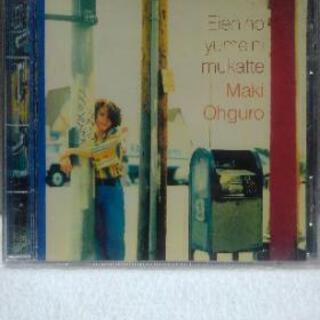 Eien no
yume ni
mukatte
Maki
Ohguro